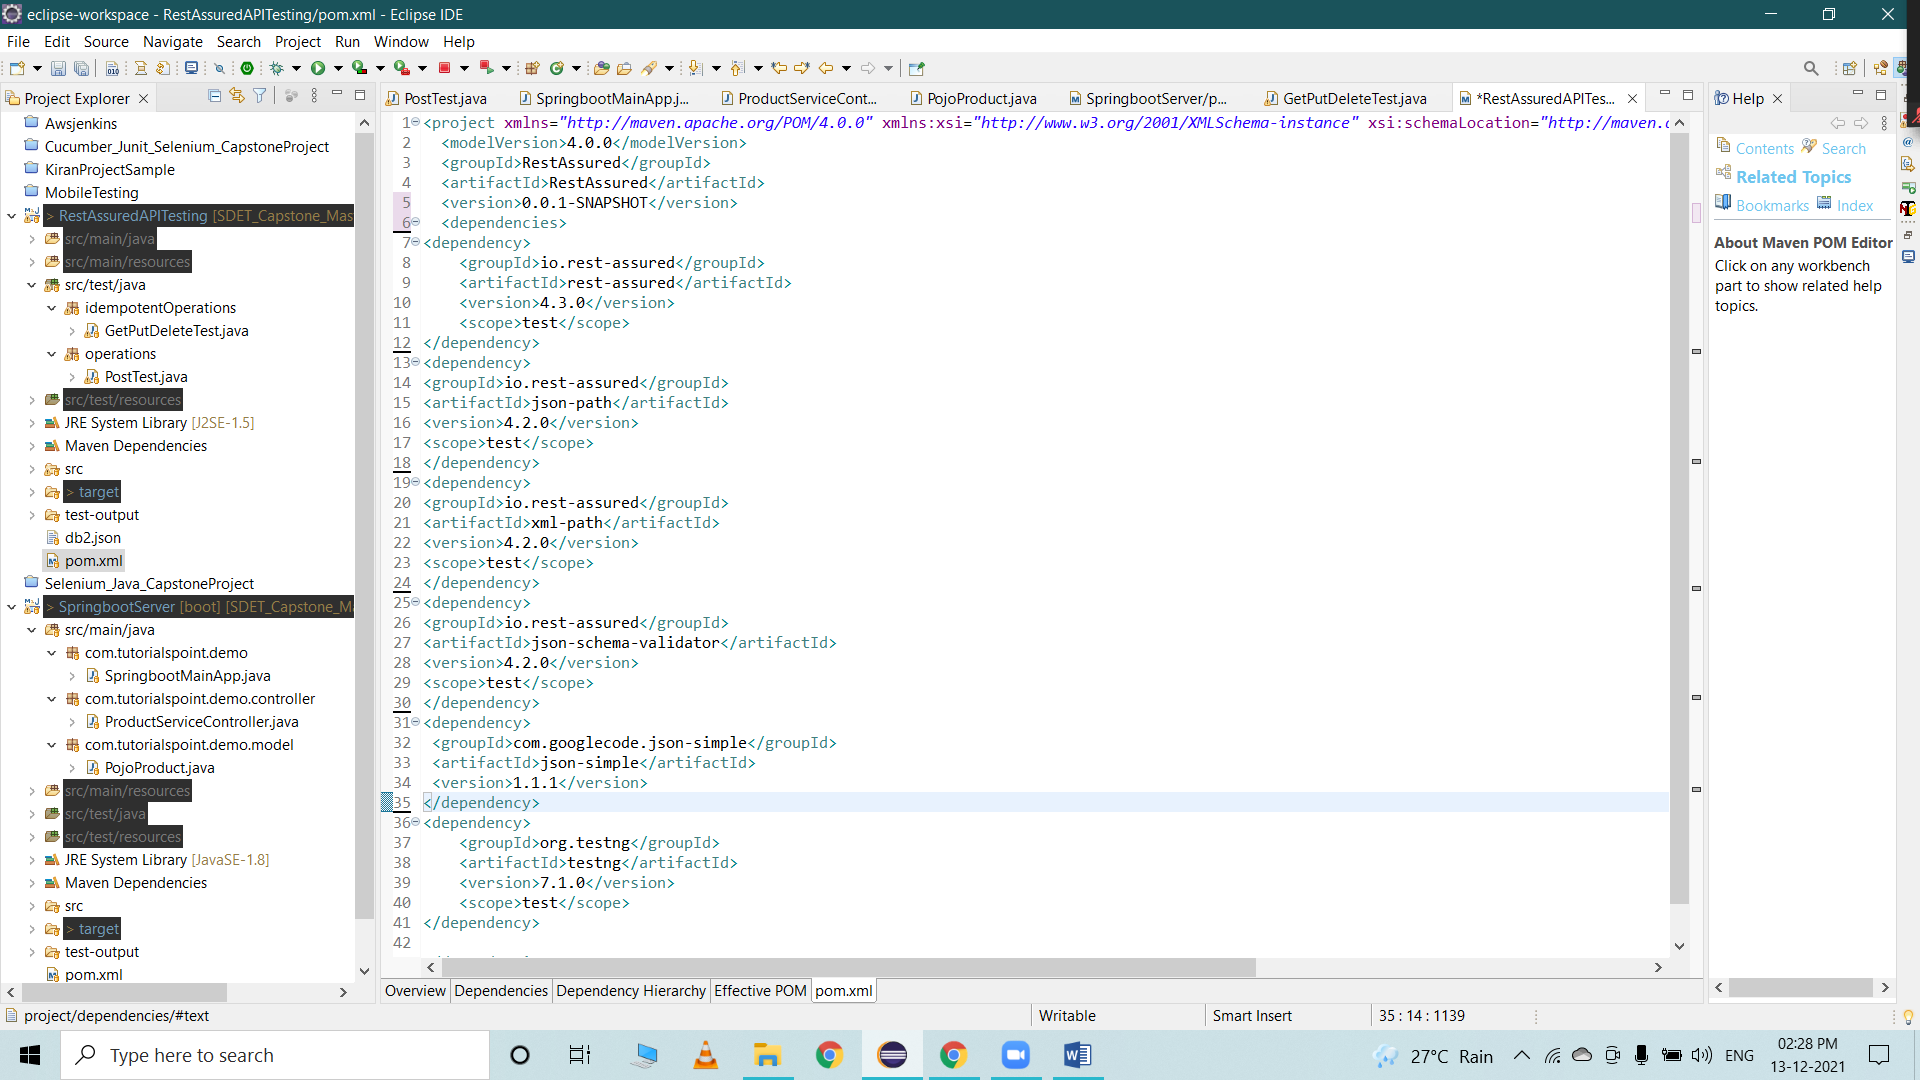 eclipse-workspace - RestAssuredAPITesting/pom.xml - Eclipse IDE
File Edit Source Navigate Search Project Run Window Help
Project Explorer
Awsjenkins
Cucumber_Junit_Selenium_CapstoneProject
KiranProjectSample
MobileTesting
> RestAssuredAPITesting [SDET_Capstone_Mas
src/main/java
src/main/resources
src/test/java
idempotentOperations
GetPutDeleteTest.java
operations
PostTest.java
src/test/resources
JRE System Library [J2SE-1.5]
Maven Dependencies
src
> target
test-output
db2.json
pom.xml
Selenium_Java_CapstoneProject
> SpringbootServer [boot] [SDET_Capstone_Ma
src/main/java
com.tutorialspoint.demo
SpringbootMainApp.java
com.tutorialspoint.demo.controller
ProductServiceController.java
com.tutorialspoint.demo.model
PojoProduct.java
src/main/resources
src/test/java
src/test/resources
JRE System Library [JavaSE-1.8]
Maven Dependencies
src
> target
test-output
pom.xml
PostTest.java SpringbootMainApp.j... ProductServiceCont... PojoProduct.java SpringbootServer/p... GetPutDeleteTest.java *RestAssuredAPITes...
1 <project xmlns="http://maven.apache.org/POM/4.0.0" xmlns:xsi="http://www.w3.org/2001/XMLSchema-instance" xsi:schemaLocation="http://maven.
2 <modelVersion>4.0.0</modelVersion>
3 <groupId>RestAssured</groupId>
4 <artifactId>RestAssured</artifactId>
5 <version>0.0.1-SNAPSHOT</version>
6 <dependencies>
7 <dependency>
8 <groupId>io.rest-assured</groupId>
9 <artifactId>rest-assured</artifactId>
10 <version>4.3.0</version>
11 <scope>test</scope>
12 </dependency>
13 <dependency>
14 <groupId>io.rest-assured</groupId>
15 <artifactId>json-path</artifactId>
16 <version>4.2.0</version>
17 <scope>test</scope>
18 </dependency>
19 <dependency>
20 <groupId>io.rest-assured</groupId>
21 <artifactId>xml-path</artifactId>
22 <version>4.2.0</version>
23 <scope>test</scope>
24 </dependency>
25 <dependency>
26 <groupId>io.rest-assured</groupId>
27 <artifactId>json-schema-validator</artifactId>
28 <version>4.2.0</version>
29 <scope>test</scope>
30 </dependency>
31 <dependency>
32 <groupId>com.googlecode.json-simple</groupId>
33 <artifactId>json-simple</artifactId>
34 <version>1.1.1</version>
35 </dependency>
36 <dependency>
37 <groupId>org.testng</groupId>
38 <artifactId>testng</artifactId>
39 <version>7.1.0</version>
40 <scope>test</scope>
41 </dependency>
42
Overview Dependencies Dependency Hierarchy Effective POM pom.xml
Help
Contents Search
Related Topics
Bookmarks Index
About Maven POM Editor
Click on any workbench
part to show related help
topics.
project/dependencies/#text Writable Smart Insert 35 : 14 : 1139
Type here to search
27°C Rain
ENG
02:28 PM
13-12-2021